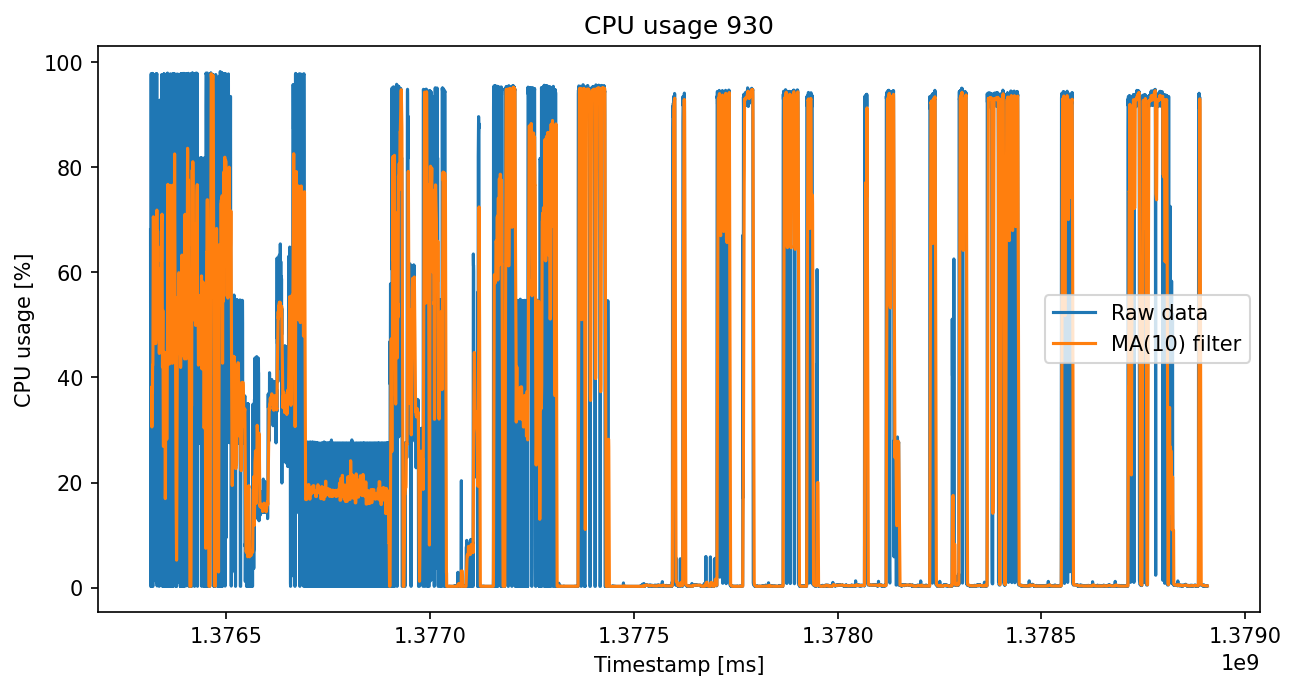 CPU usage 930
CPU usage [%]
100
80
60
40
20
0
Raw data
MA(10) filter
1.3765 1.3770 1.3775 1.3780 1.3785 1.3790
1e9
Timestamp [ms]